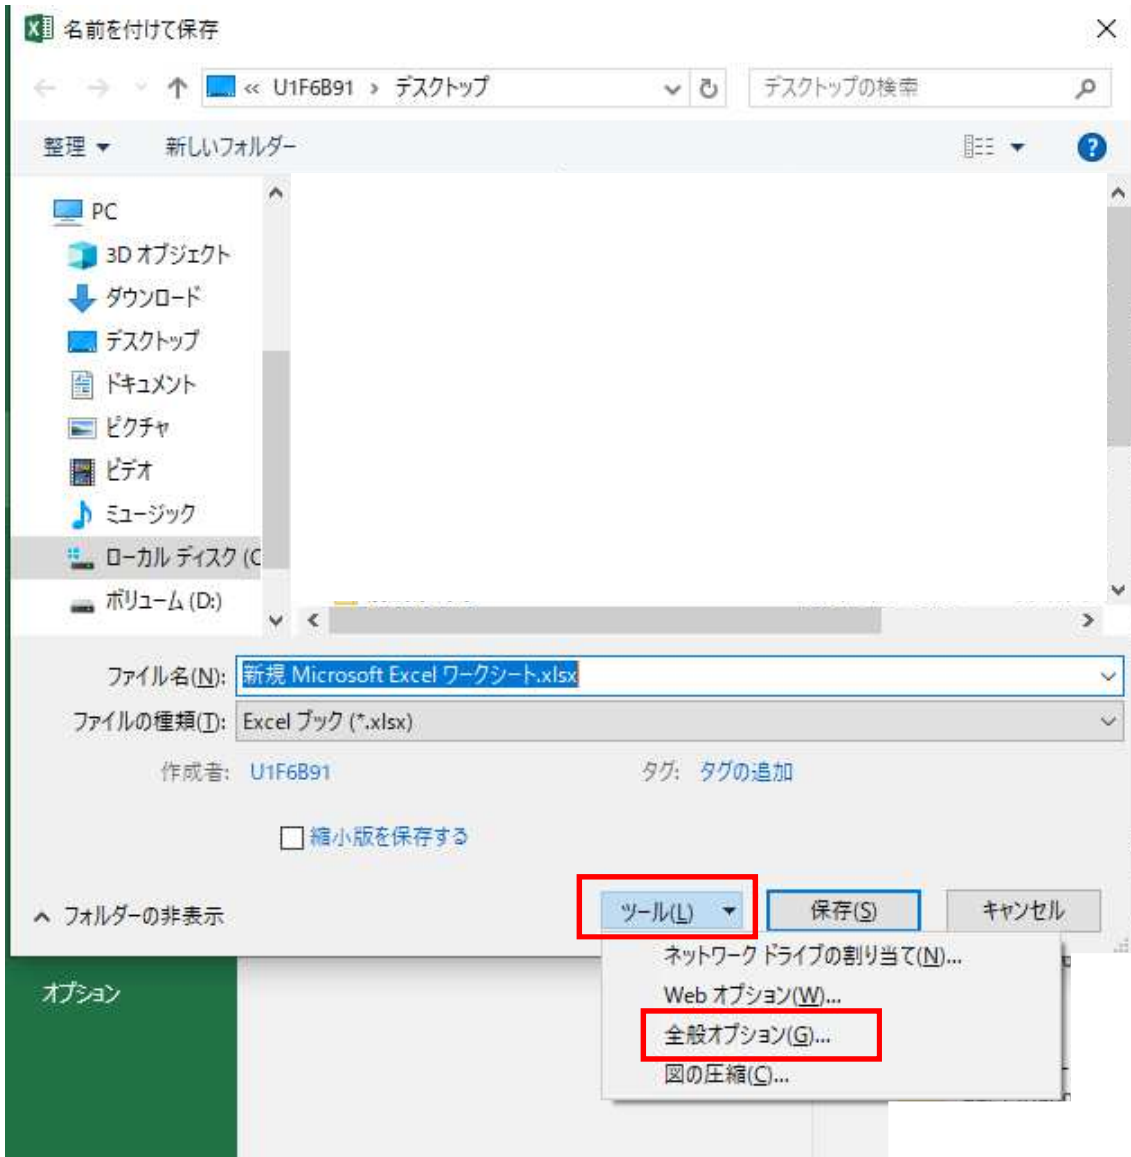 名前を付けて保存
« U1F6B91 › デスクトップ
デスクトップの検索
整理 新しいフォルダー
PC
3D オブジェクト
ダウンロード
デスクトップ
ドキュメント
ピクチャ
ビデオ
ミュージック
ローカル ディスク (C
ボリューム (D:)
ファイル名(N): 新規 Microsoft Excel ワークシート.xlsx
ファイルの種類(T): Excel ブック (*.xlsx)
作成者: U1F6B91 タグ: タグの追加
縮小版を保存する
フォルダーの非表示 ツール(L) 保存(S) キャンセル
ネットワーク ドライブの割り当て(N)...
Web オプション(W)...
全般オプション(G)...
図の圧縮(C)...
オプション